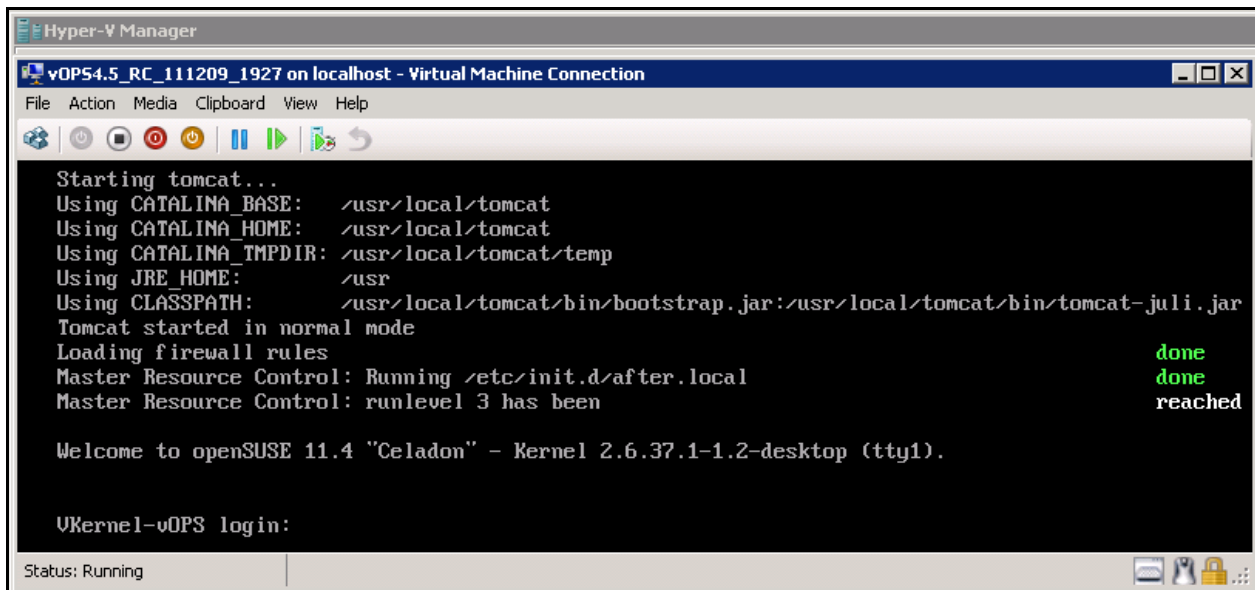 Hyper-V Manager
vOPS4.5_RC_111209_1927 on localhost - Virtual Machine Connection
File Action Media Clipboard View Help
Starting tomcat...
Using CATALINA_BASE: /usr/local/tomcat
Using CATALINA_HOME: /usr/local/tomcat
Using CATALINA_TMPDIR: /usr/local/tomcat/temp
Using JRE_HOME: /usr
Using CLASSPATH: /usr/local/tomcat/bin/bootstrap.jar:/usr/local/tomcat/bin/tomcat-juli.jar
Tomcat started in normal mode
Loading firewall rules done
Master Resource Control: Running /etc/init.d/after.local done
Master Resource Control: runlevel 3 has been reached
Welcome to openSUSE 11.4 "Celadon" - Kernel 2.6.37.1-1.2-desktop (tty1).
VKernel-vOPS login:
Status: Running